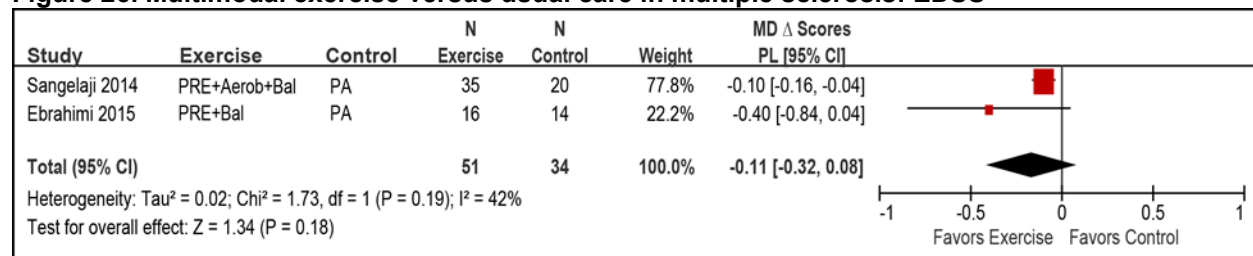 Study Exercise Control N Exercise N Control Weight MD Δ Scores PL [95% CI]
Sangelaji 2014 PRE+Aerob+Bal PA 35 20 77.8% -0.10 [-0.16, -0.04]
Ebrahimi 2015 PRE+Bal PA 16 14 22.2% -0.40 [-0.84, 0.04]
Total (95% CI) 51 34 100.0% -0.11 [-0.32, 0.08]
Heterogeneity: Tau² = 0.02; Chi² = 1.73, df = 1 (P = 0.19); I² = 42%
Test for overall effect: Z = 1.34 (P = 0.18)
-1 -0.5 0 0.5 1
Favors Exercise Favors Control